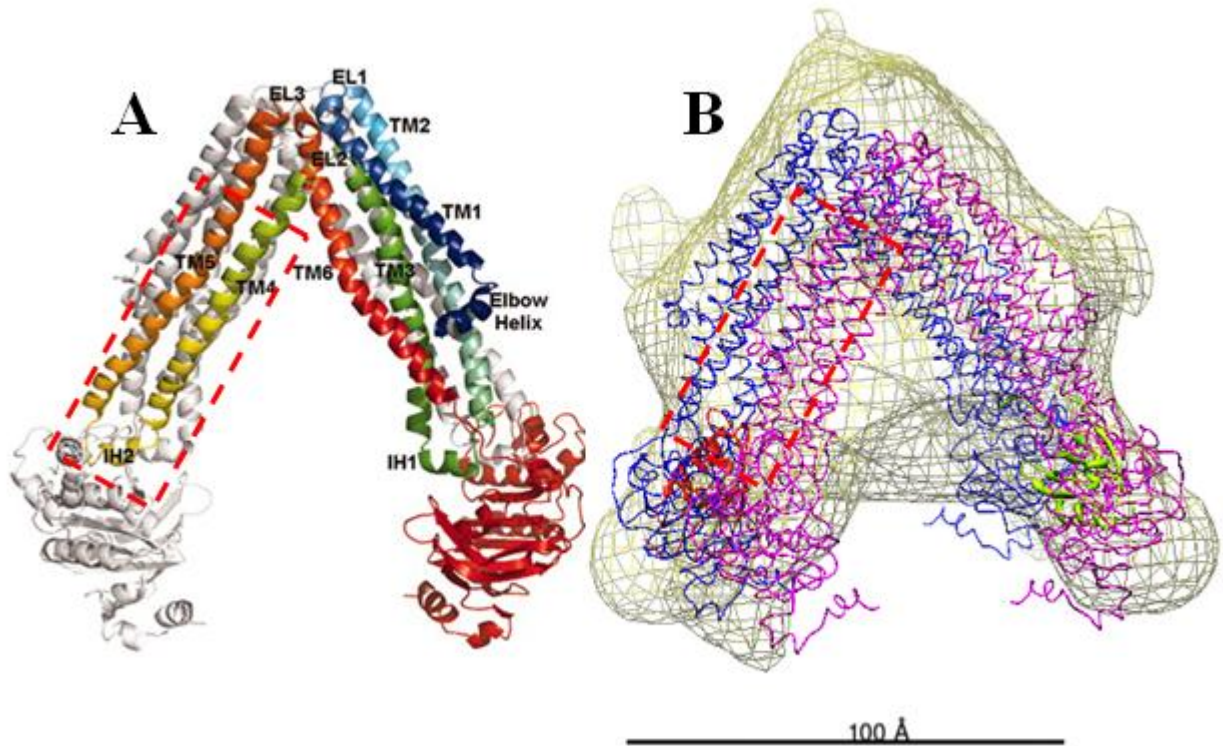 A
EL1
EL3
TM2
EL2
TM1
TM5
TM3
TM6
TM4
Elbow
Helix
IH2
IH1
B
100 Å